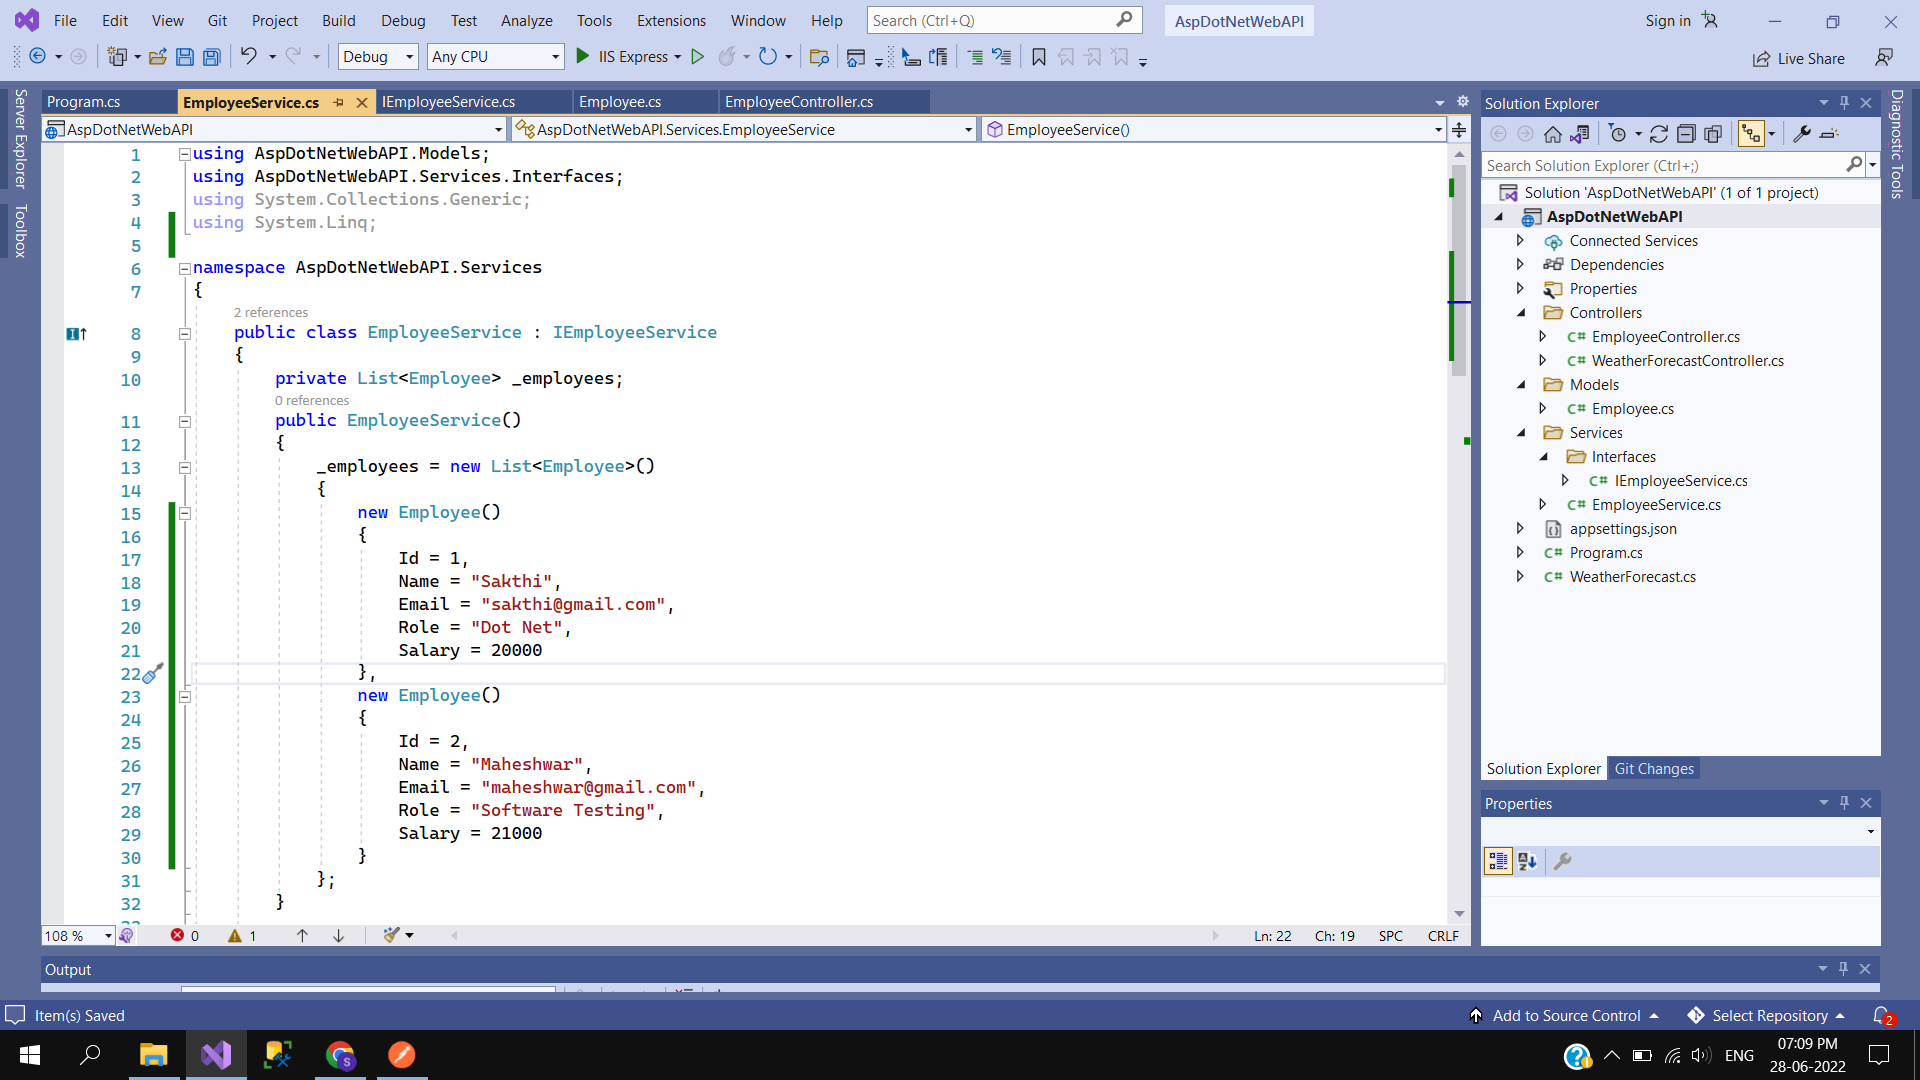 File Edit View Git Project Build Debug Test Analyze Tools Extensions Window Help Search (Ctrl+Q) AspDotNetWebAPI Sign in
Debug Any CPU IIS Express Live Share
Server Explorer
Toolbox
Program.cs EmployeeService.cs IEmployeeService.cs Employee.cs EmployeeController.cs
AspDotNetWebAPI AspDotNetWebAPI.Services.EmployeeService EmployeeService()
1 using AspDotNetWebAPI.Models;
2 using AspDotNetWebAPI.Services.Interfaces;
3 using System.Collections.Generic;
4 using System.Linq;
5
6 namespace AspDotNetWebAPI.Services
7 {
2 references
8 public class EmployeeService : IEmployeeService
9 {
10 private List<Employee> _employees;
0 references
11 public EmployeeService()
12 {
13 _employees = new List<Employee>()
14 {
15 new Employee()
16 {
17 Id = 1,
18 Name = "Sakthi",
19 Email = "sakthi@gmail.com",
20 Role = "Dot Net",
21 Salary = 20000
22 },
23 new Employee()
24 {
25 Id = 2,
26 Name = "Maheshwar",
27 Email = "maheshwar@gmail.com",
28 Role = "Software Testing",
29 Salary = 21000
30 }
31 };
32 }
108 % 0 1 Ln: 22 Ch: 19 SPC CRLF
Solution Explorer
Search Solution Explorer (Ctrl+;)
Solution 'AspDotNetWebAPI' (1 of 1 project)
AspDotNetWebAPI
Connected Services
Dependencies
Properties
Controllers
C# EmployeeController.cs
C# WeatherForecastController.cs
Models
C# Employee.cs
Services
Interfaces
C# IEmployeeService.cs
C# EmployeeService.cs
appsettings.json
C# Program.cs
C# WeatherForecast.cs
Solution Explorer Git Changes
Properties
Diagnostic Tools
Output
Item(s) Saved Add to Source Control Select Repository 2
ENG 07:09 PM
28-06-2022